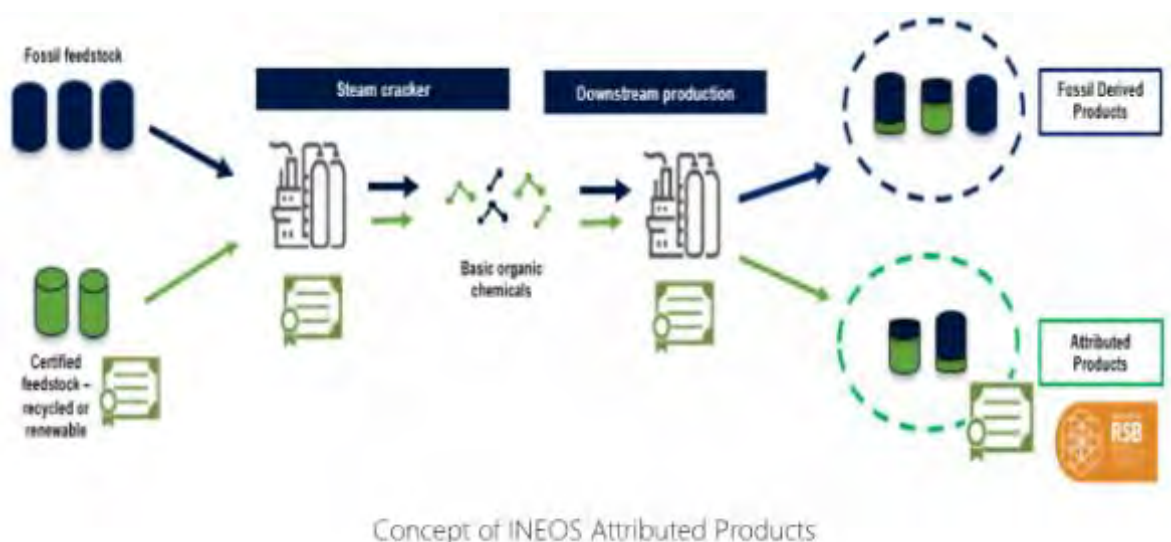 Fossil feedstock
Steam cracker
Downstream production
Fossil Derived
Products
Basic organic
chemicals
Certified
feedstock –
recycled or
renewable
Attributed
Products
RSB
Concept of INEOS Attributed Products